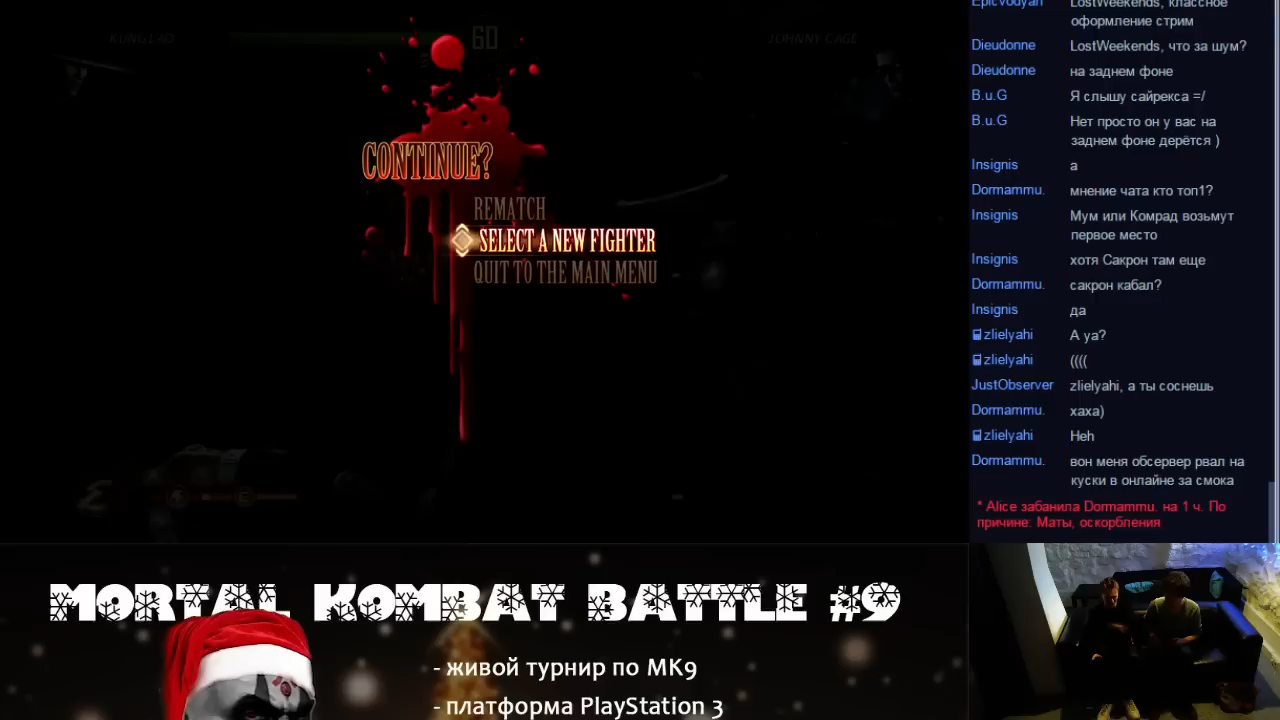 KUNG LAO
60
JOHNNY CAGE
CONTINUE?
REMATCH
SELECT A NEW FIGHTER
QUIT TO THE MAIN MENU
EpicVodyan LostWeekends, классное
оформление стрим
Dieudonne LostWeekends, что за шум?
Dieudonne на заднем фоне
B.u.G Я слышу сайрекса =/
B.u.G Нет просто он у вас на
заднем фоне дерётся )
Insignis а
Dormammu. мнение чата кто топ1?
Insignis Мум или Комрад возьмут
первое место
Insignis хотя Сакрон там еще
Dormammu. сакрон кабал?
Insignis да
zlielyahi А уа?
zlielyahi ((((
JustObserver zlielyahi, а ты соснешь
Dormammu. хаха)
zlielyahi Heh
Dormammu. вон меня обсервер рвал на
куски в онлайне за смока
* Alice забанила Dormammu. на 1 ч. По
причине: Маты, оскорбления
MORTAL KOMBAT BATTLE #9
- живой турнир по MK9
- платформа PlayStation 3